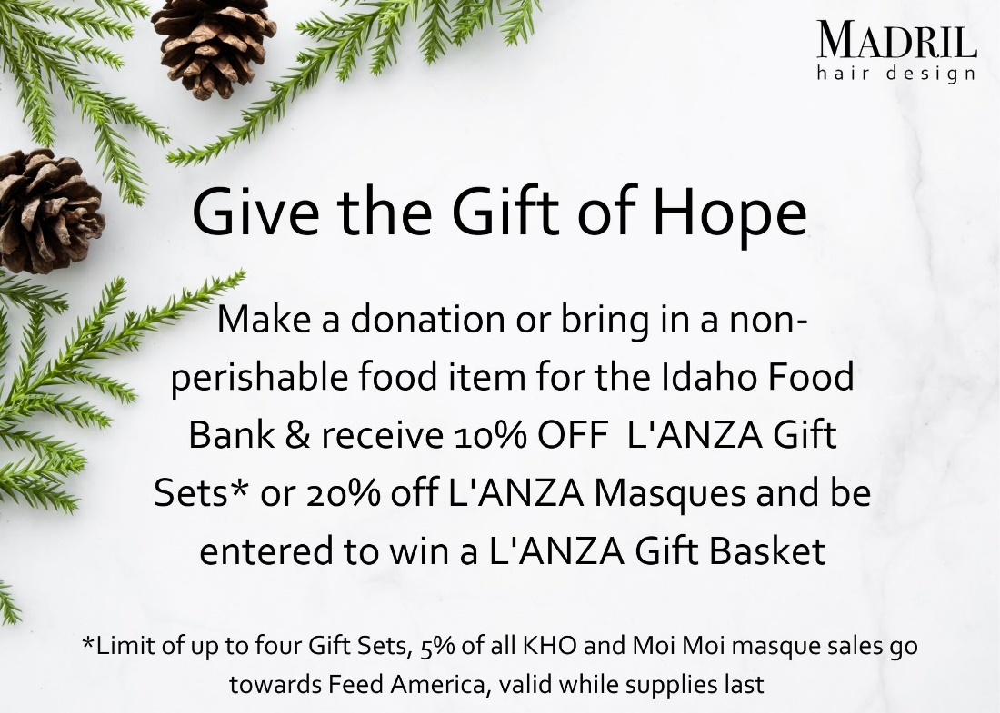 MADRIL
hair design
Give the Gift of Hope
Make a donation or bring in a non-
perishable food item for the Idaho Food
Bank & receive 10% OFF L'ANZA Gift
Sets* or 20% off L'ANZA Masques and be
entered to win a L'ANZA Gift Basket
*Limit of up to four Gift Sets, 5% of all KHO and Moi Moi masque sales go
towards Feed America, valid while supplies last